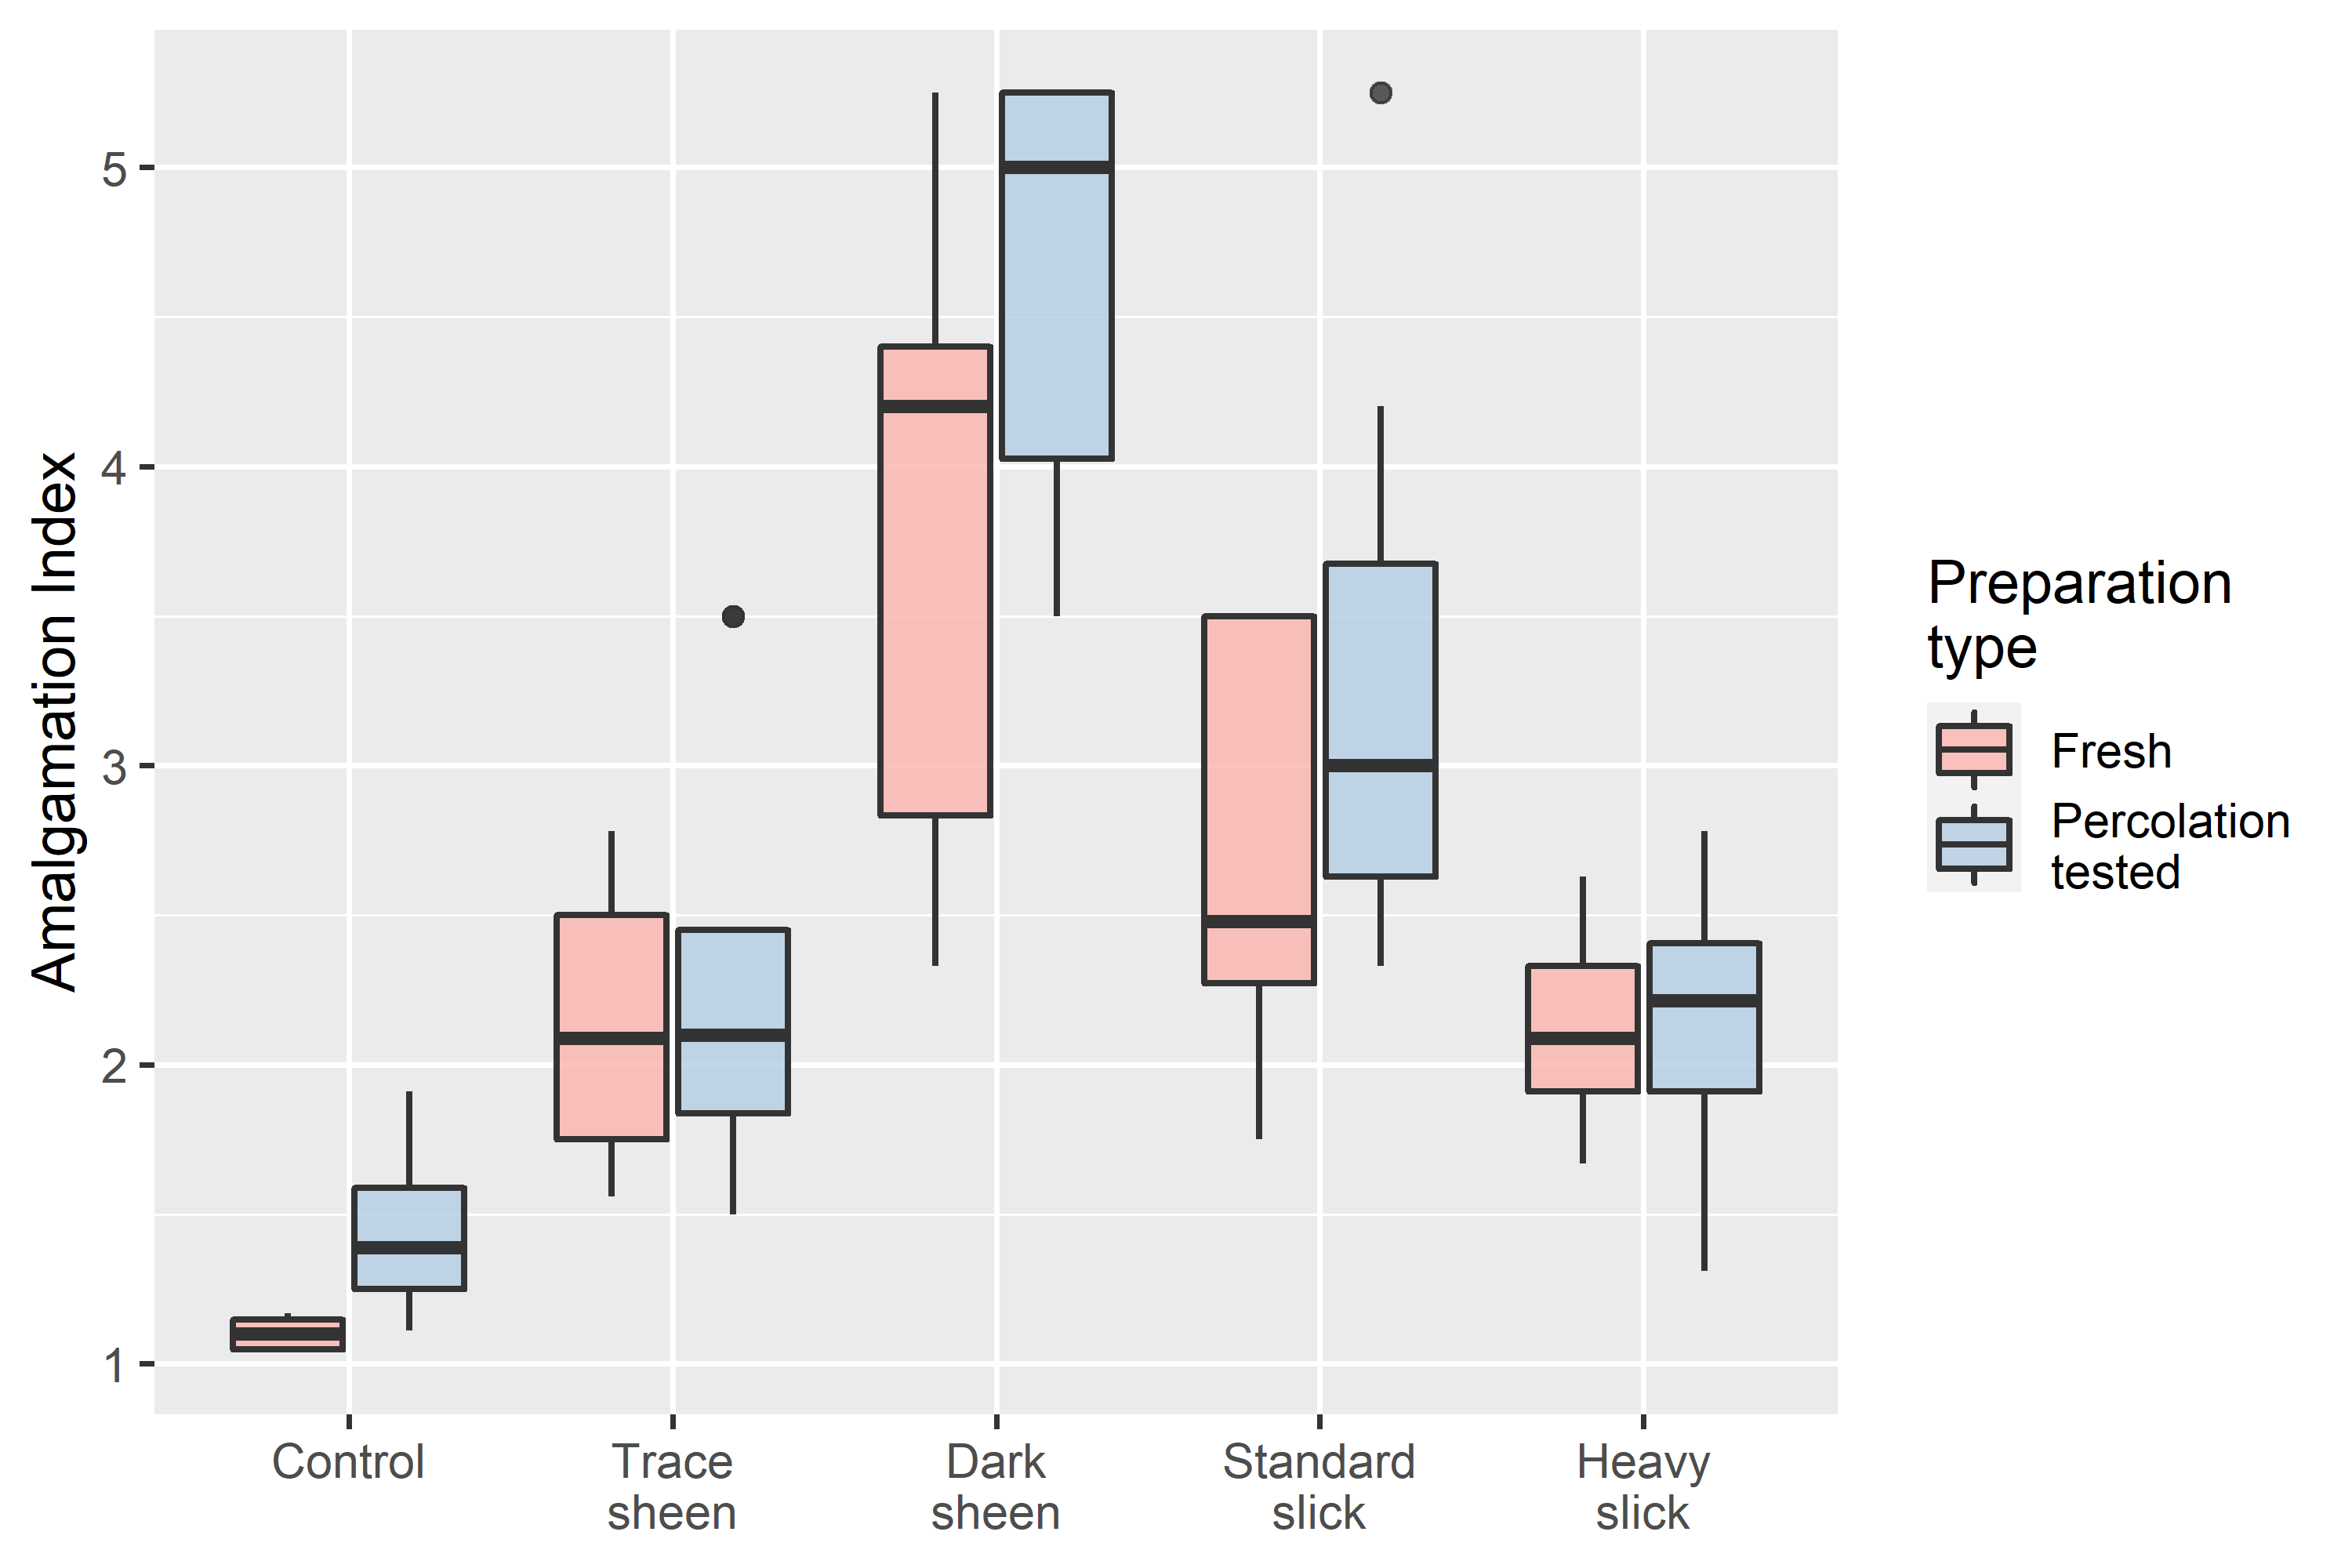 Amalgamation Index
5
4
3
2
1
Control
Trace
sheen
Dark
sheen
Standard
slick
Heavy
slick
Preparation
type
Fresh
Percolation
tested